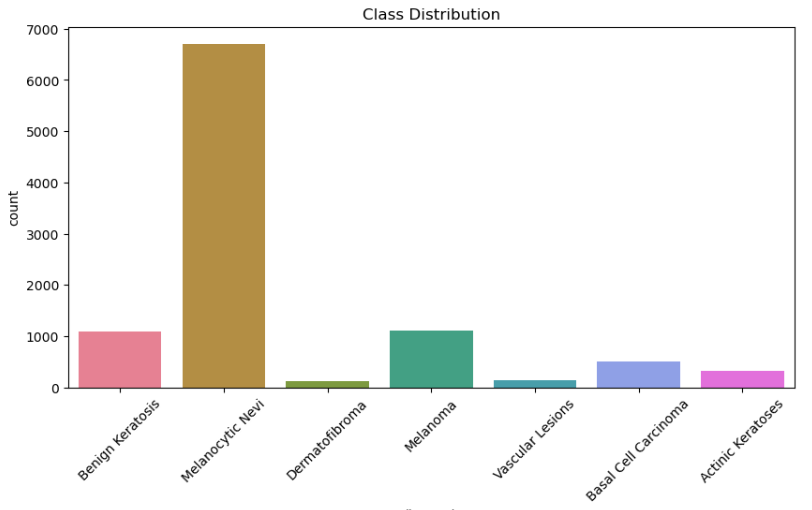 Class Distribution
7000
6000
5000
4000
3000
2000
1000
0
count
Benign Keratosis
Melanocytic Nevi
Dermatofibroma
Melanoma
Vascular Lesions
Basal Cell Carcinoma
Actinic Keratoses